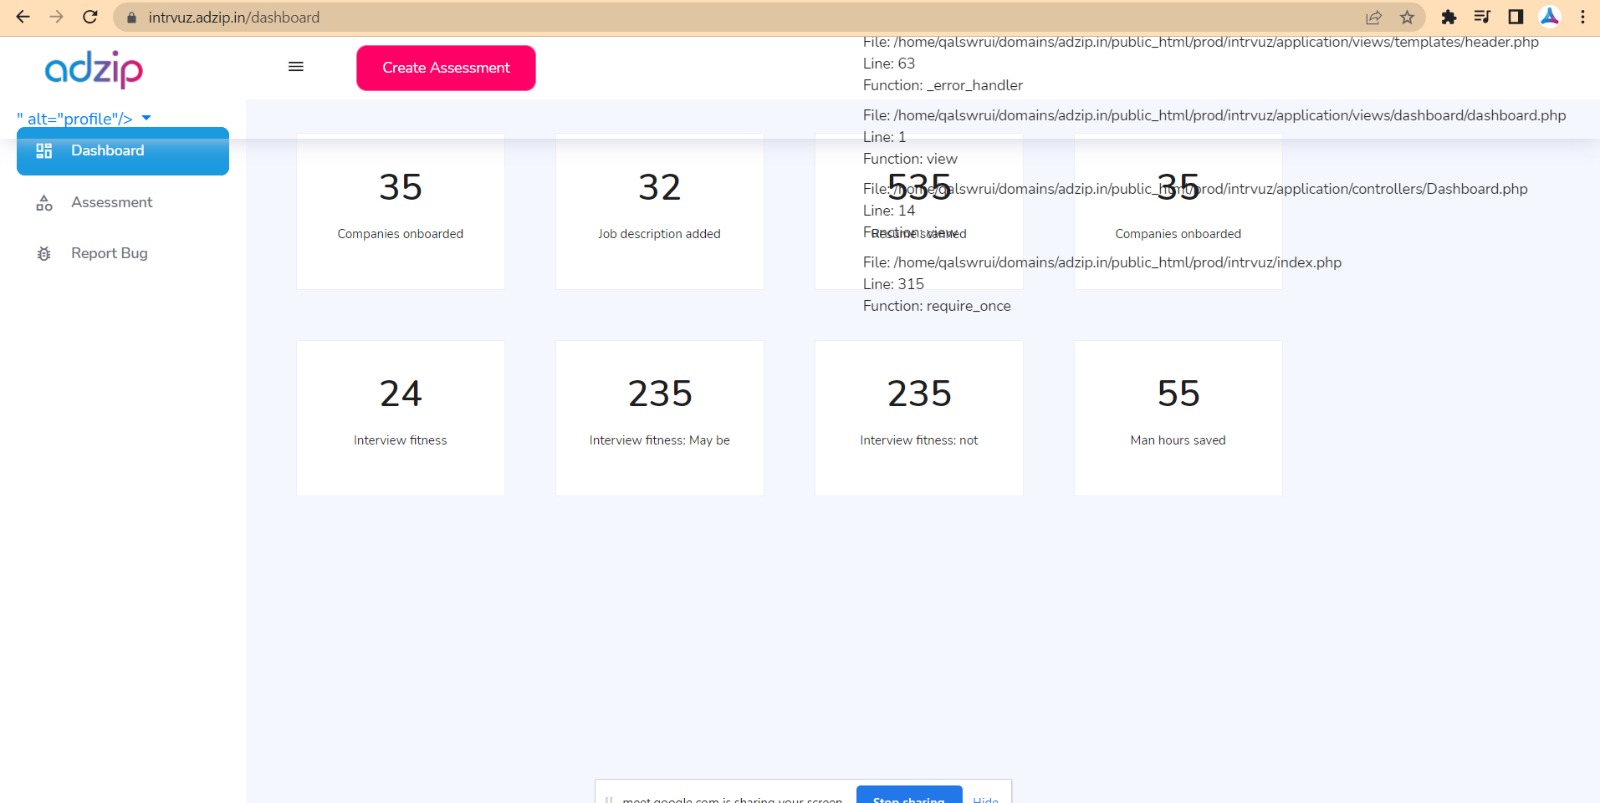 intrvuz.adzip.in/dashboard
adzip
Create Assessment
File: /home/qalswrui/domains/adzip.in/public_html/prod/intrvuz/application/views/templates/header.php
Line: 63
Function: _error_handler
" alt="profile"/>
File: /home/qalswrui/domains/adzip.in/public_html/prod/intrvuz/application/views/dashboard/dashboard.php
Line: 1
Function: view
File: /home/qalswrui/domains/adzip.in/public_html/prod/intrvuz/application/controllers/Dashboard.php
Line: 14
Function: view
File: /home/qalswrui/domains/adzip.in/public_html/prod/intrvuz/index.php
Line: 315
Function: require_once
Dashboard
Assessment
Report Bug
35
Companies onboarded
32
Job description added
535
Resume scanned
35
Companies onboarded
24
Interview fitness
235
Interview fitness: May be
235
Interview fitness: not
55
Man hours saved
meet.google.com is sharing your screen.
Stop sharing
Hide